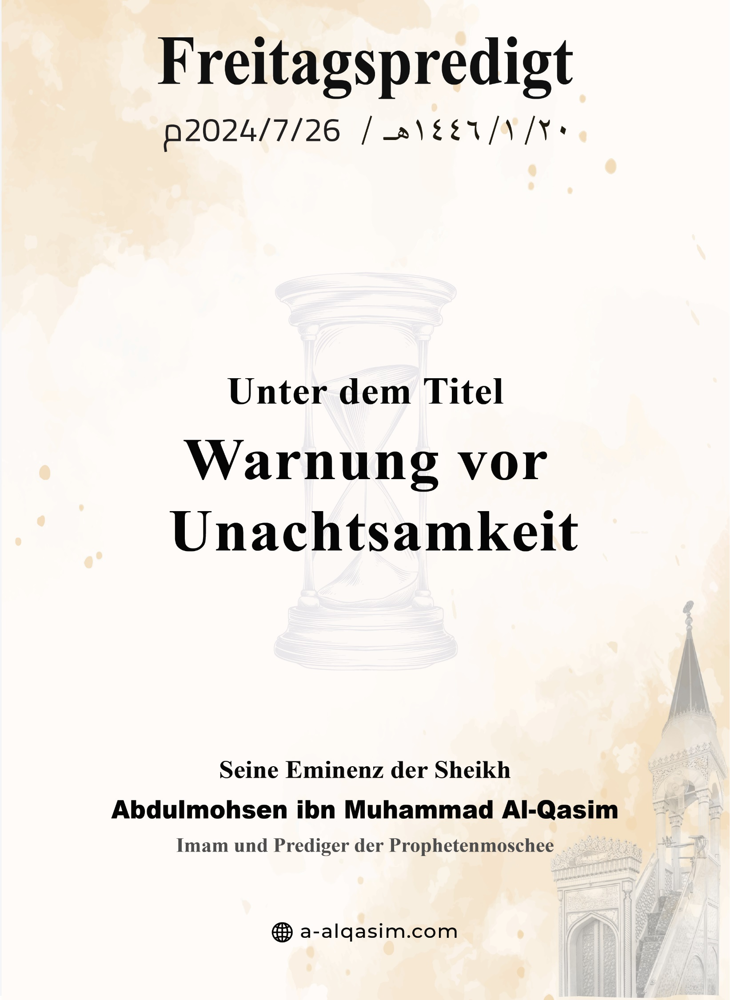 Freitagspredigt
٢٠/١/١٤٤٦هـ / 2024/7/26م
Unter dem Titel
Warnung vor
Unachtsamkeit
Seine Eminenz der Sheikh
Abdulmohsen ibn Muhammad Al-Qasim
Imam und Prediger der Prophetenmoschee
a-alqasim.com